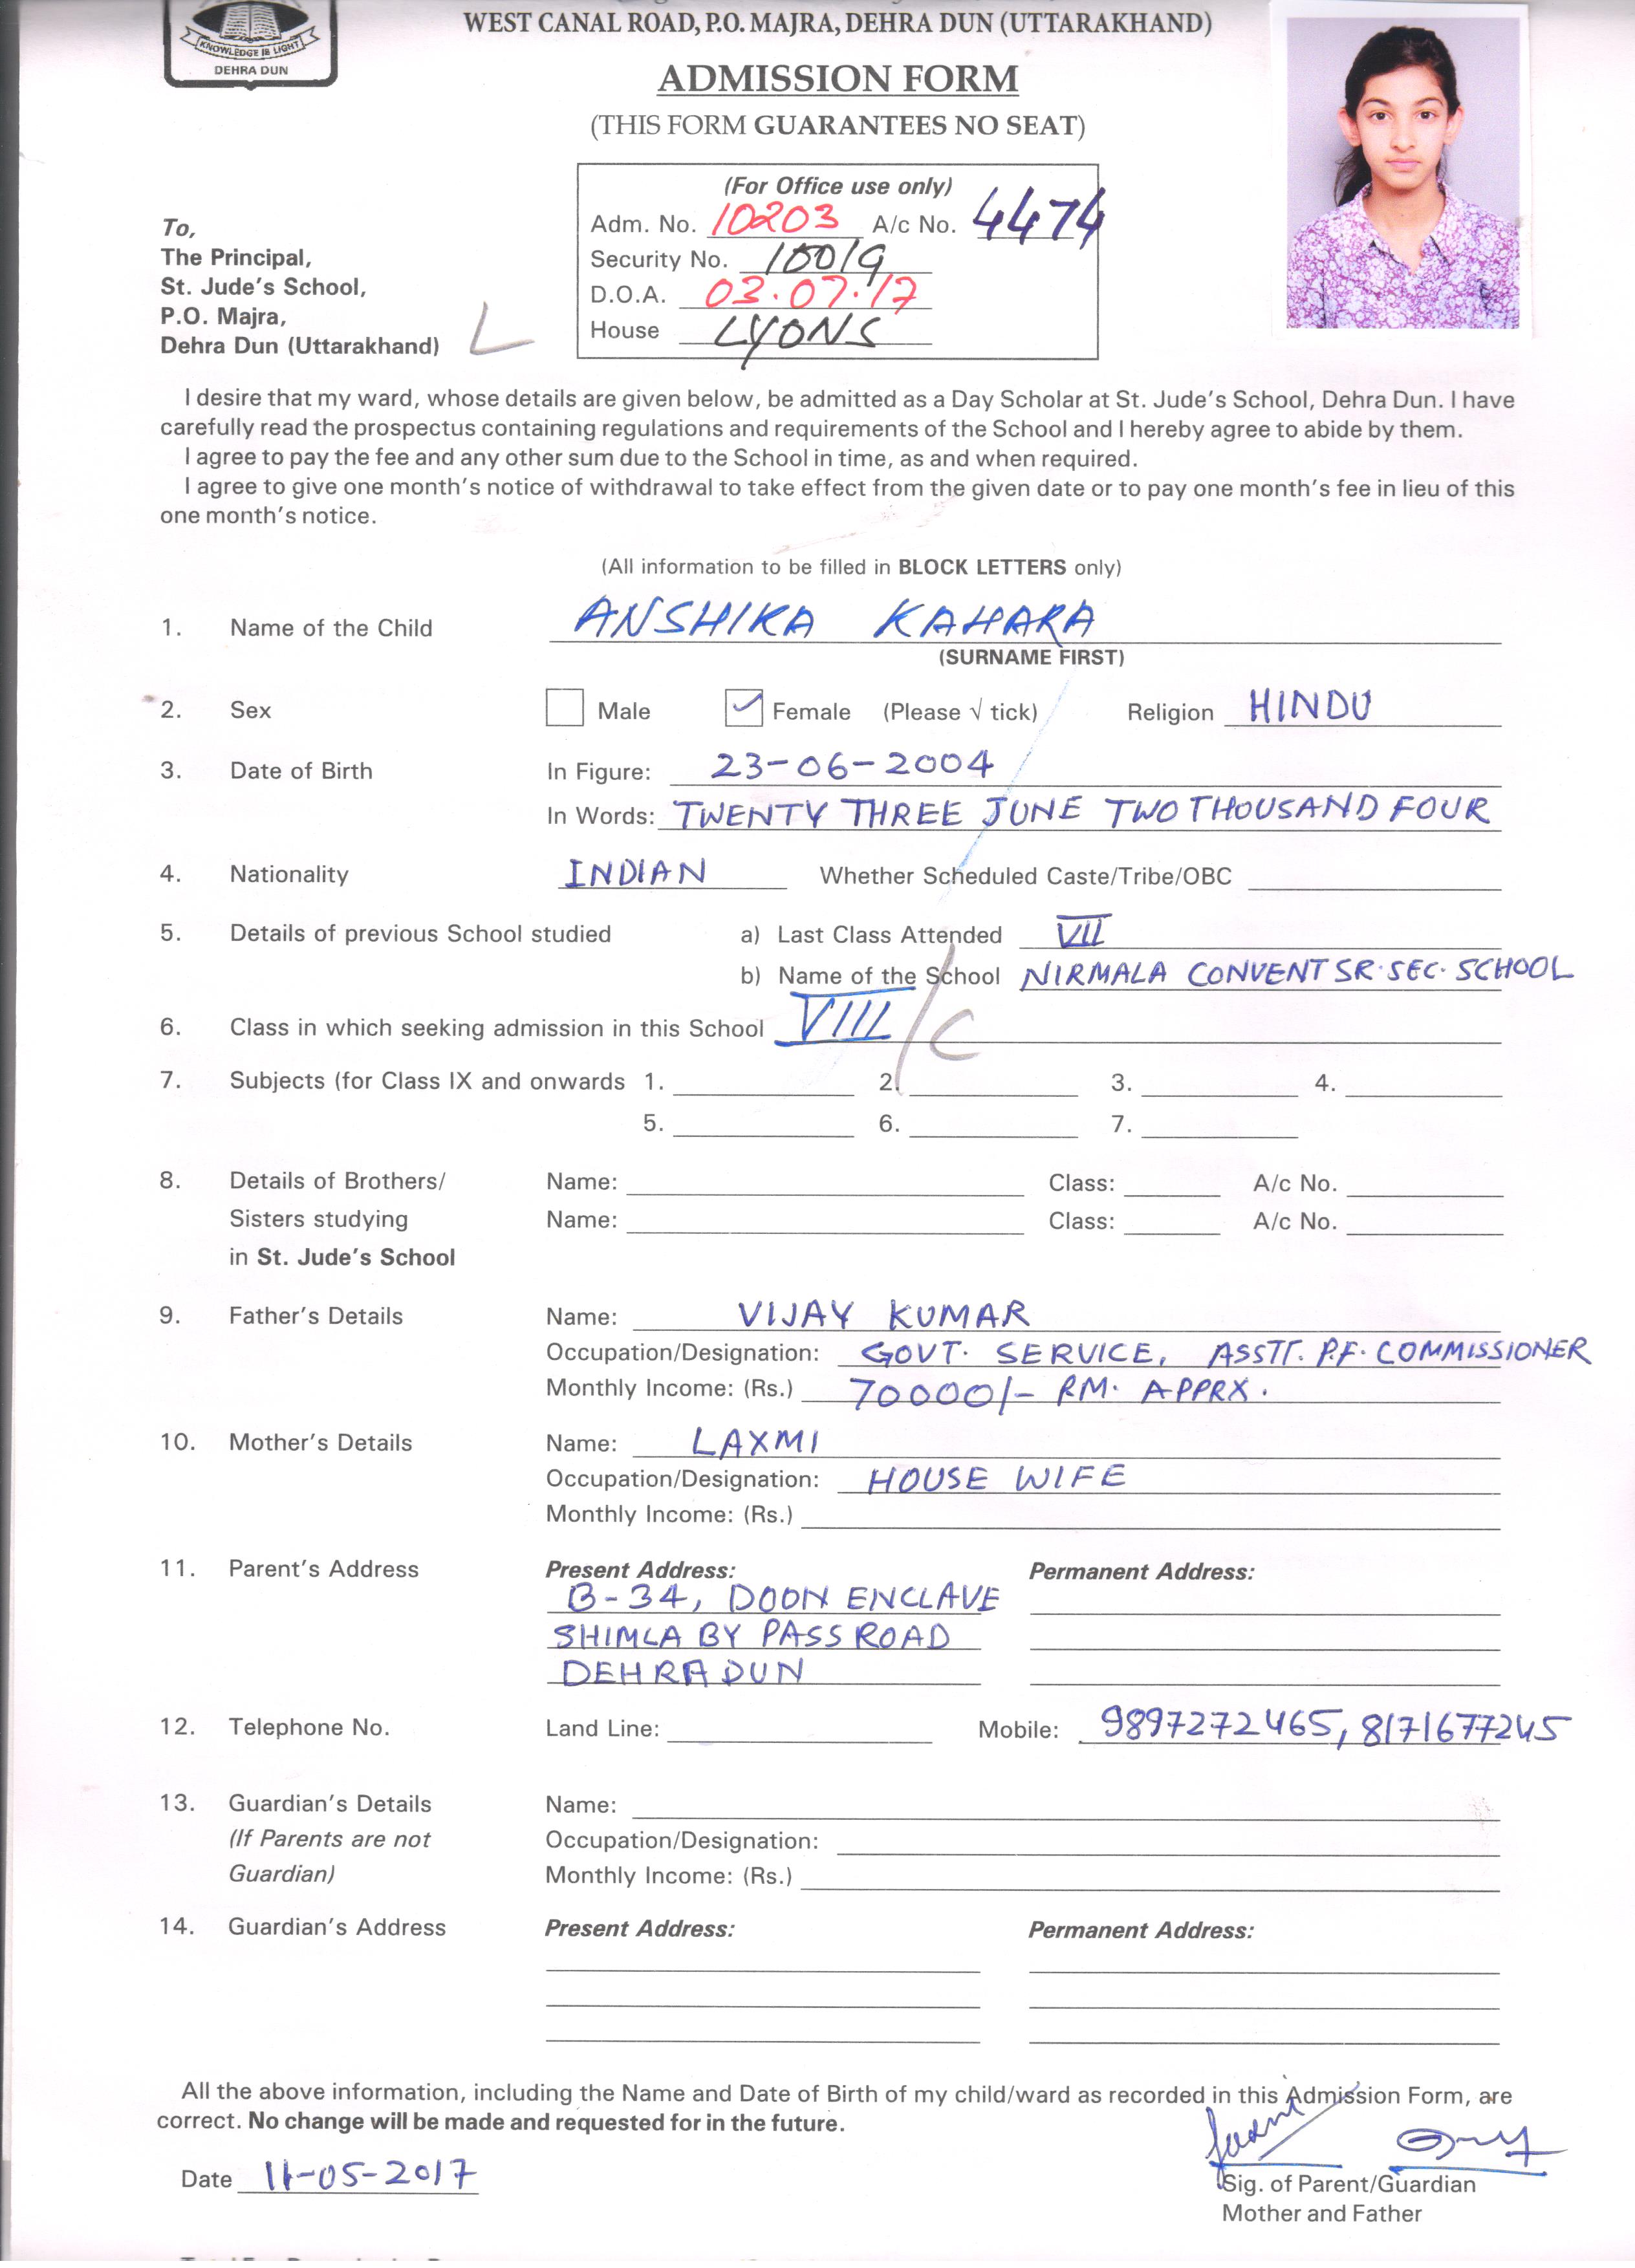 KNOWLEDGE IS LIGHT
DEHRA DUN
WEST CANAL ROAD, P.O. MAJRA, DEHRA DUN (UTTARAKHAND)
ADMISSION FORM
(THIS FORM GUARANTEES NO SEAT)
(For Office use only)
Adm. No. 10203 A/c No. 4474
Security No. 10019
D.O.A. 03.07.17
House LYONS
To,
The Principal,
St. Jude's School,
P.O. Majra,
Dehra Dun (Uttarakhand) L
I desire that my ward, whose details are given below, be admitted as a Day Scholar at St. Jude's School, Dehra Dun. I have
carefully read the prospectus containing regulations and requirements of the School and I hereby agree to abide by them.
I agree to pay the fee and any other sum due to the School in time, as and when required.
I agree to give one month's notice of withdrawal to take effect from the given date or to pay one month's fee in lieu of this
one month's notice.
(All information to be filled in BLOCK LETTERS only)
1. Name of the Child ANSHIKA KAHARA
(SURNAME FIRST)
2. Sex Male Female (Please √ tick) Religion HINDU
3. Date of Birth In Figure: 23-06-2004
In Words: TWENTY THREE JUNE TWO THOUSAND FOUR
4. Nationality INDIAN Whether Scheduled Caste/Tribe/OBC
5. Details of previous School studied a) Last Class Attended VII
b) Name of the School NIRMALA CONVENT SR. SEC. SCHOOL
6. Class in which seeking admission in this School VIII/C
7. Subjects (for Class IX and onwards 1. 2. 3. 4.
5. 6. 7.
8. Details of Brothers/ Name: Class: A/c No.
Sisters studying Name: Class: A/c No.
in St. Jude's School
9. Father's Details Name: VIJAY KUMAR
Occupation/Designation: GOVT. SERVICE, ASSTT. P.F. COMMISSIONER
Monthly Income: (Rs.) 70000/- P.M. APPRX.
10. Mother's Details Name: LAXMI
Occupation/Designation: HOUSE WIFE
Monthly Income: (Rs.)
11. Parent's Address Present Address: Permanent Address:
B-34, DOON ENCLAVE
SHIMLA BY PASS ROAD
DEHRADUN
12. Telephone No. Land Line: Mobile: 9897272465, 8171677245
13. Guardian's Details Name:
(If Parents are not Occupation/Designation:
Guardian) Monthly Income: (Rs.)
14. Guardian's Address Present Address: Permanent Address:
All the above information, including the Name and Date of Birth of my child/ward as recorded in this Admission Form, are
correct. No change will be made and requested for in the future.
Date 11-05-2017
Sig. of Parent/Guardian
Mother and Father